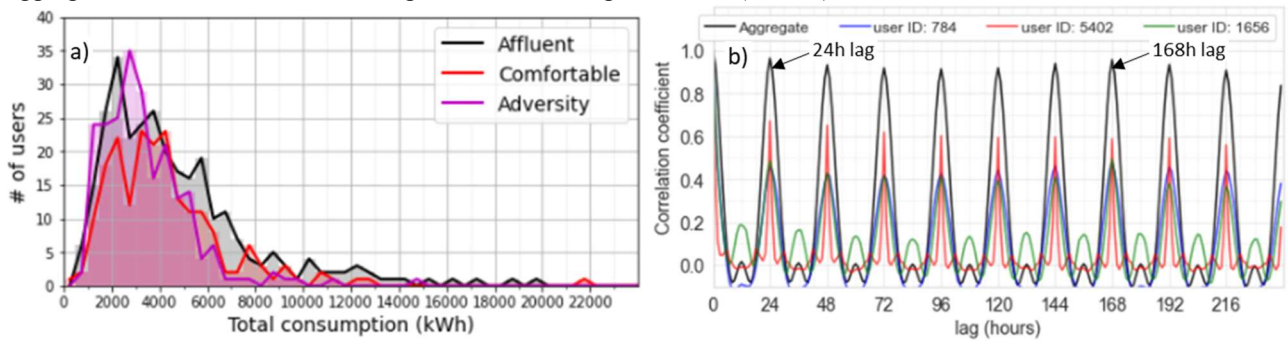 a)
Affluent
Comfortable
Adversity
# of users
40
35
30
25
20
15
10
5
0
0 2000 4000 6000 8000 10000 12000 14000 16000 18000 20000 22000
Total consumption (kWh)
Aggregate user ID: 784 user ID: 5402 user ID: 1656
b)
24h lag
168h lag
Correlation coefficient
1.0
0.8
0.6
0.4
0.2
0.0
0 24 48 72 96 120 144 168 192 216
lag (hours)